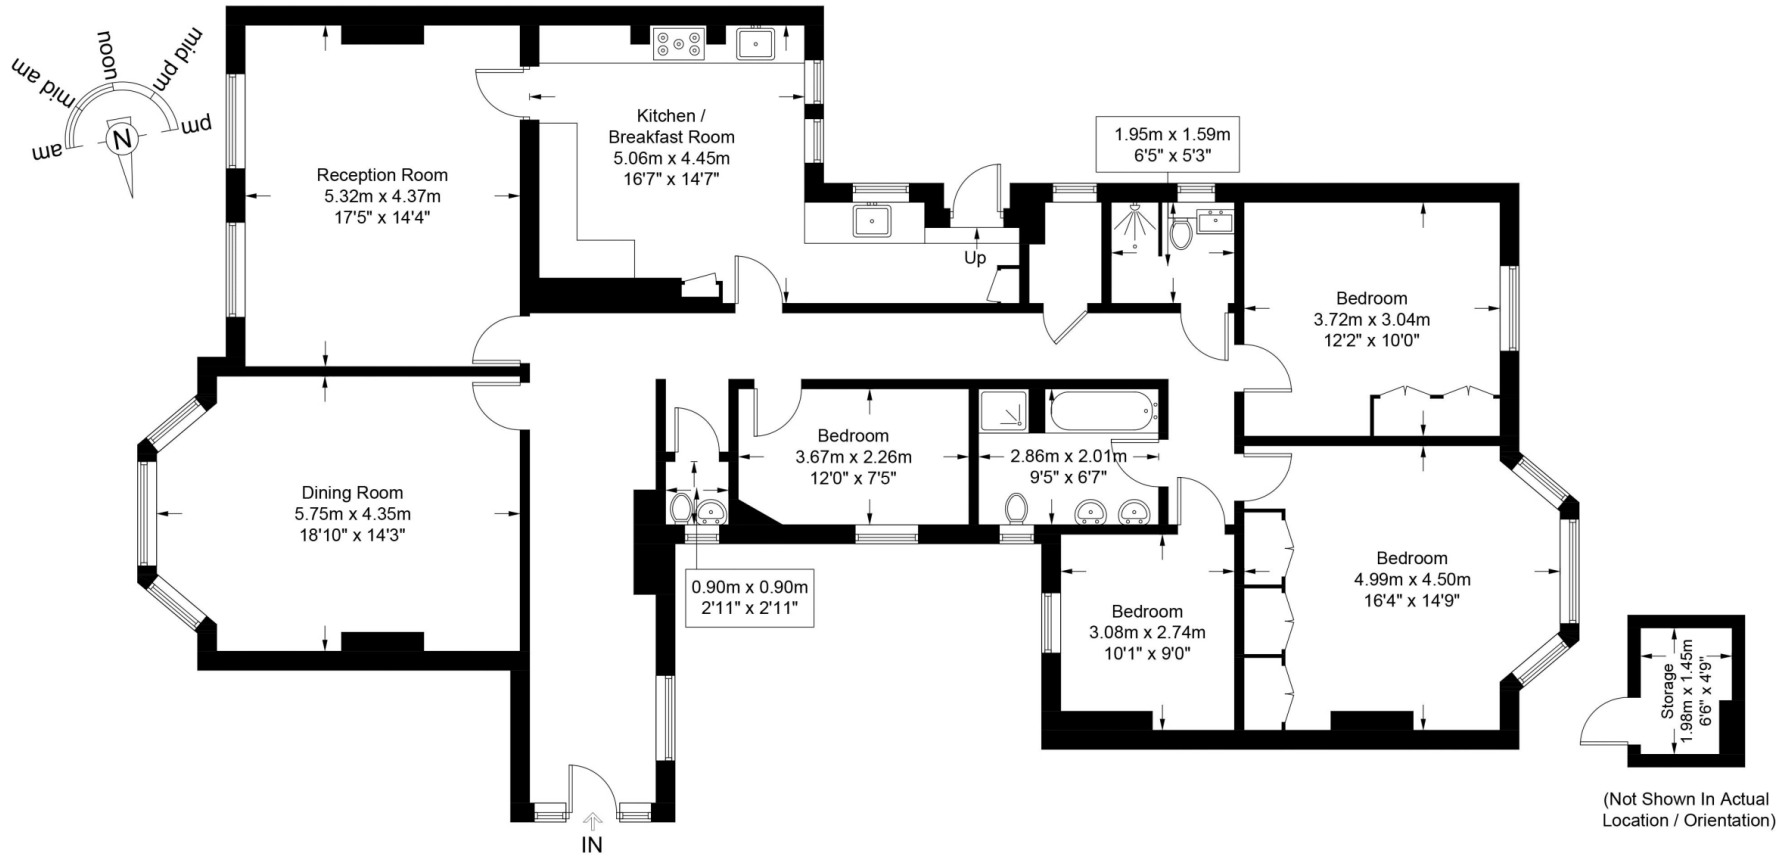 am
mid am
noon
mid pm
pm
N
Reception Room
5.32m x 4.37m
17'5" x 14'4"
Kitchen /
Breakfast Room
5.06m x 4.45m
16'7" x 14'7"
Up
1.95m x 1.59m
6'5" x 5'3"
Bedroom
3.72m x 3.04m
12'2" x 10'0"
Dining Room
5.75m x 4.35m
18'10" x 14'3"
Bedroom
3.67m x 2.26m
12'0" x 7'5"
2.86m x 2.01m
9'5" x 6'7"
0.90m x 0.90m
2'11" x 2'11"
Bedroom
3.08m x 2.74m
10'1" x 9'0"
Bedroom
4.99m x 4.50m
16'4" x 14'9"
Storage
1.98m x 1.45m
6'6" x 4'9"
(Not Shown In Actual
Location / Orientation)
IN